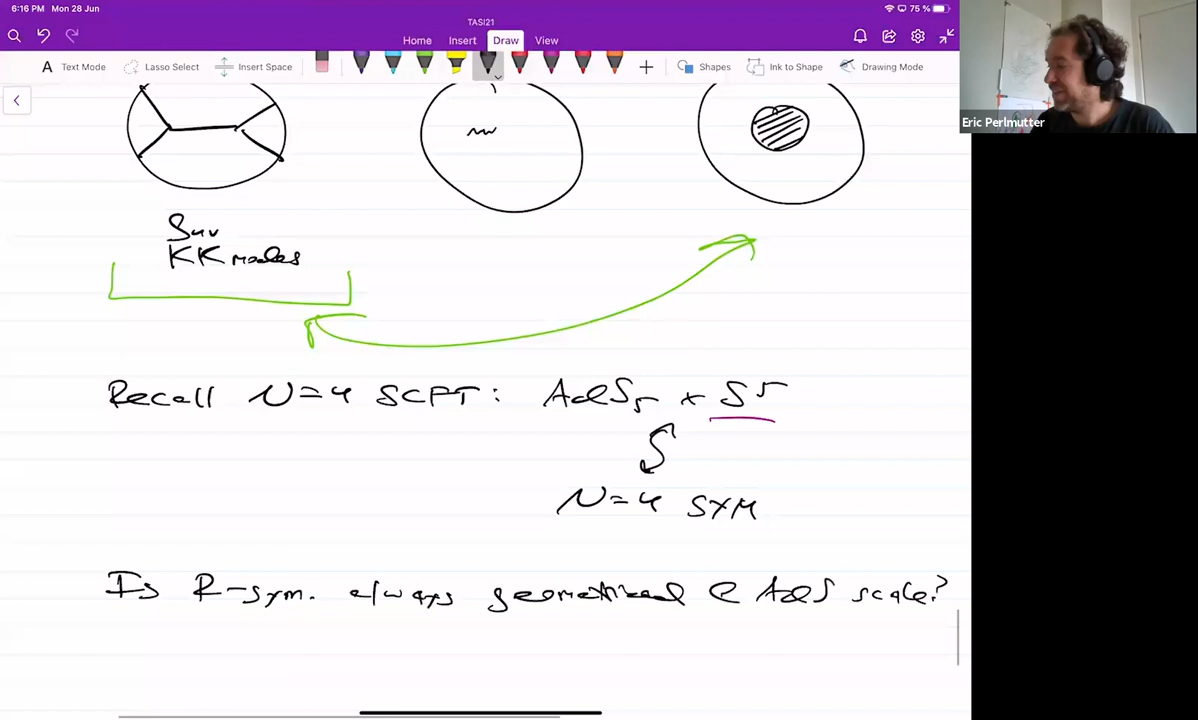 6:16 PM Mon 28 Jun
75 %
TASI21
Home Insert Draw View
Text Mode Lasso Select Insert Space Shapes Ink to Shape Drawing Mode
Eric Perlmutter
KK modes
Recall N=4 SCFT: AdS5 x S5
N=4 SYM
Is R-sym. always geometrized @ AdS scale?